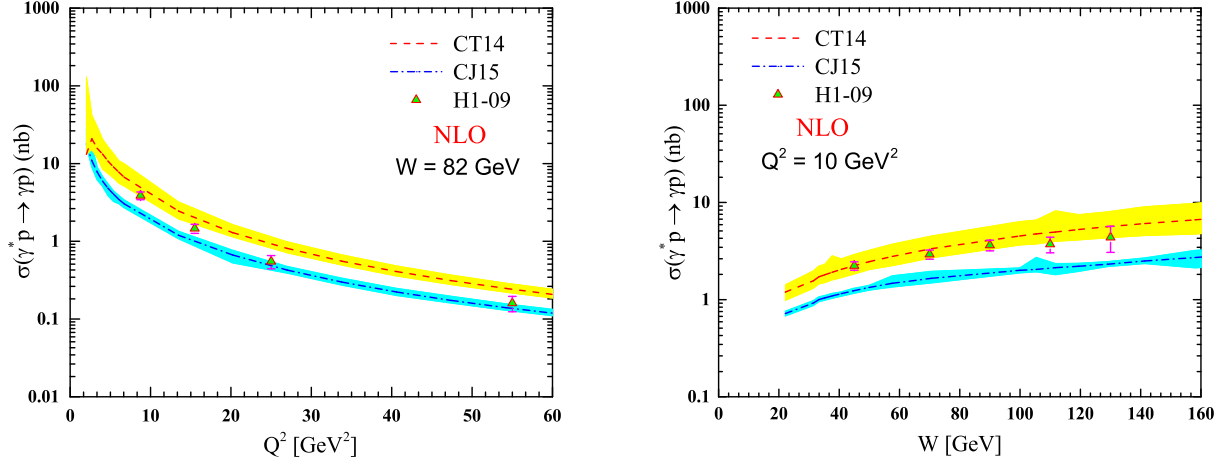 1000
100
10
1
0.1
0.01
σ(γ* p → γp) (nb)
CT14
CJ15
H1-09
NLO
W = 82 GeV
0 10 20 30 40 50 60
Q² [GeV²]
1000
100
10
1
0.1
σ(γ* p → γp) (nb)
CT14
CJ15
H1-09
NLO
Q² = 10 GeV²
0 20 40 60 80 100 120 140 160
W [GeV]